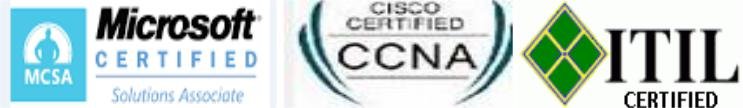 MCSA
Microsoft
CERTIFIED
Solutions Associate
CISCO
CERTIFIED
CCNA
ITIL
CERTIFIED